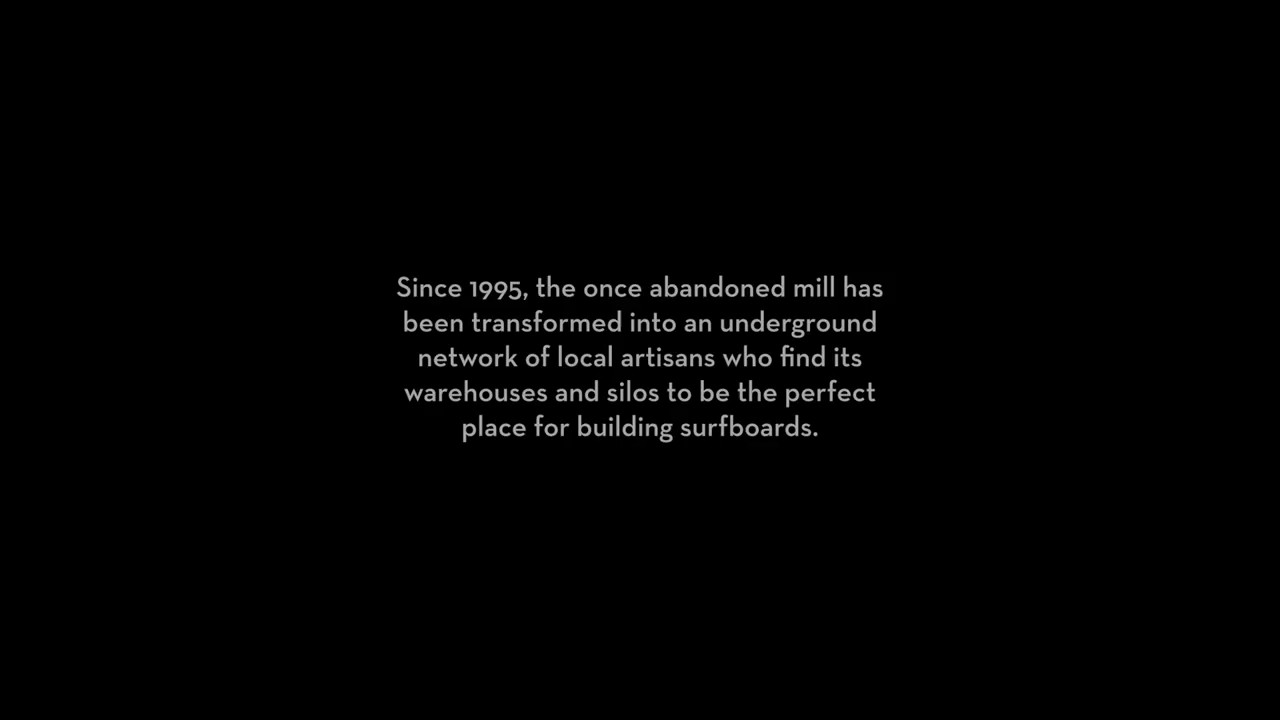 Since 1995, the once abandoned mill has
been transformed into an underground
network of local artisans who find its
warehouses and silos to be the perfect
place for building surfboards.